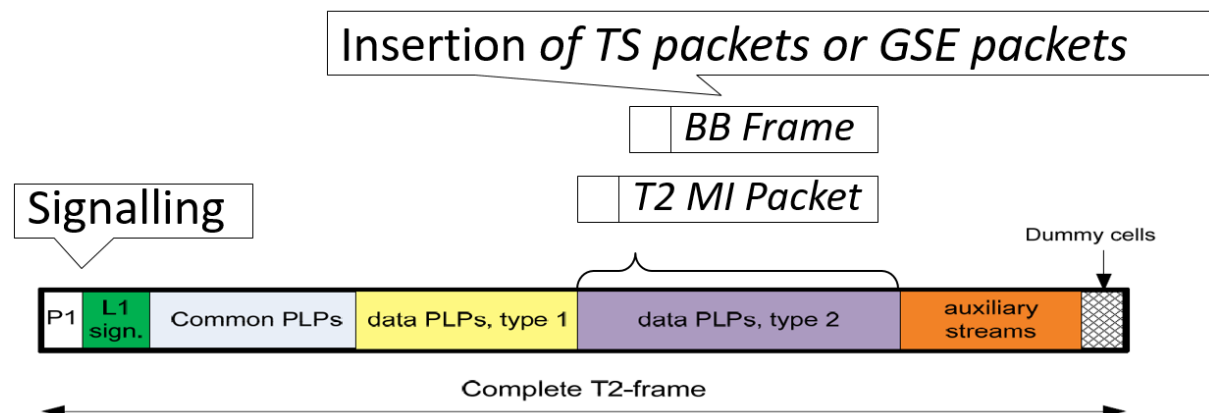 Insertion of TS packets or GSE packets
BB Frame
T2 MI Packet
Signalling
Dummy cells
P1
L1
sign.
Common PLPs
data PLPs, type 1
data PLPs, type 2
auxiliary
streams
Complete T2-frame